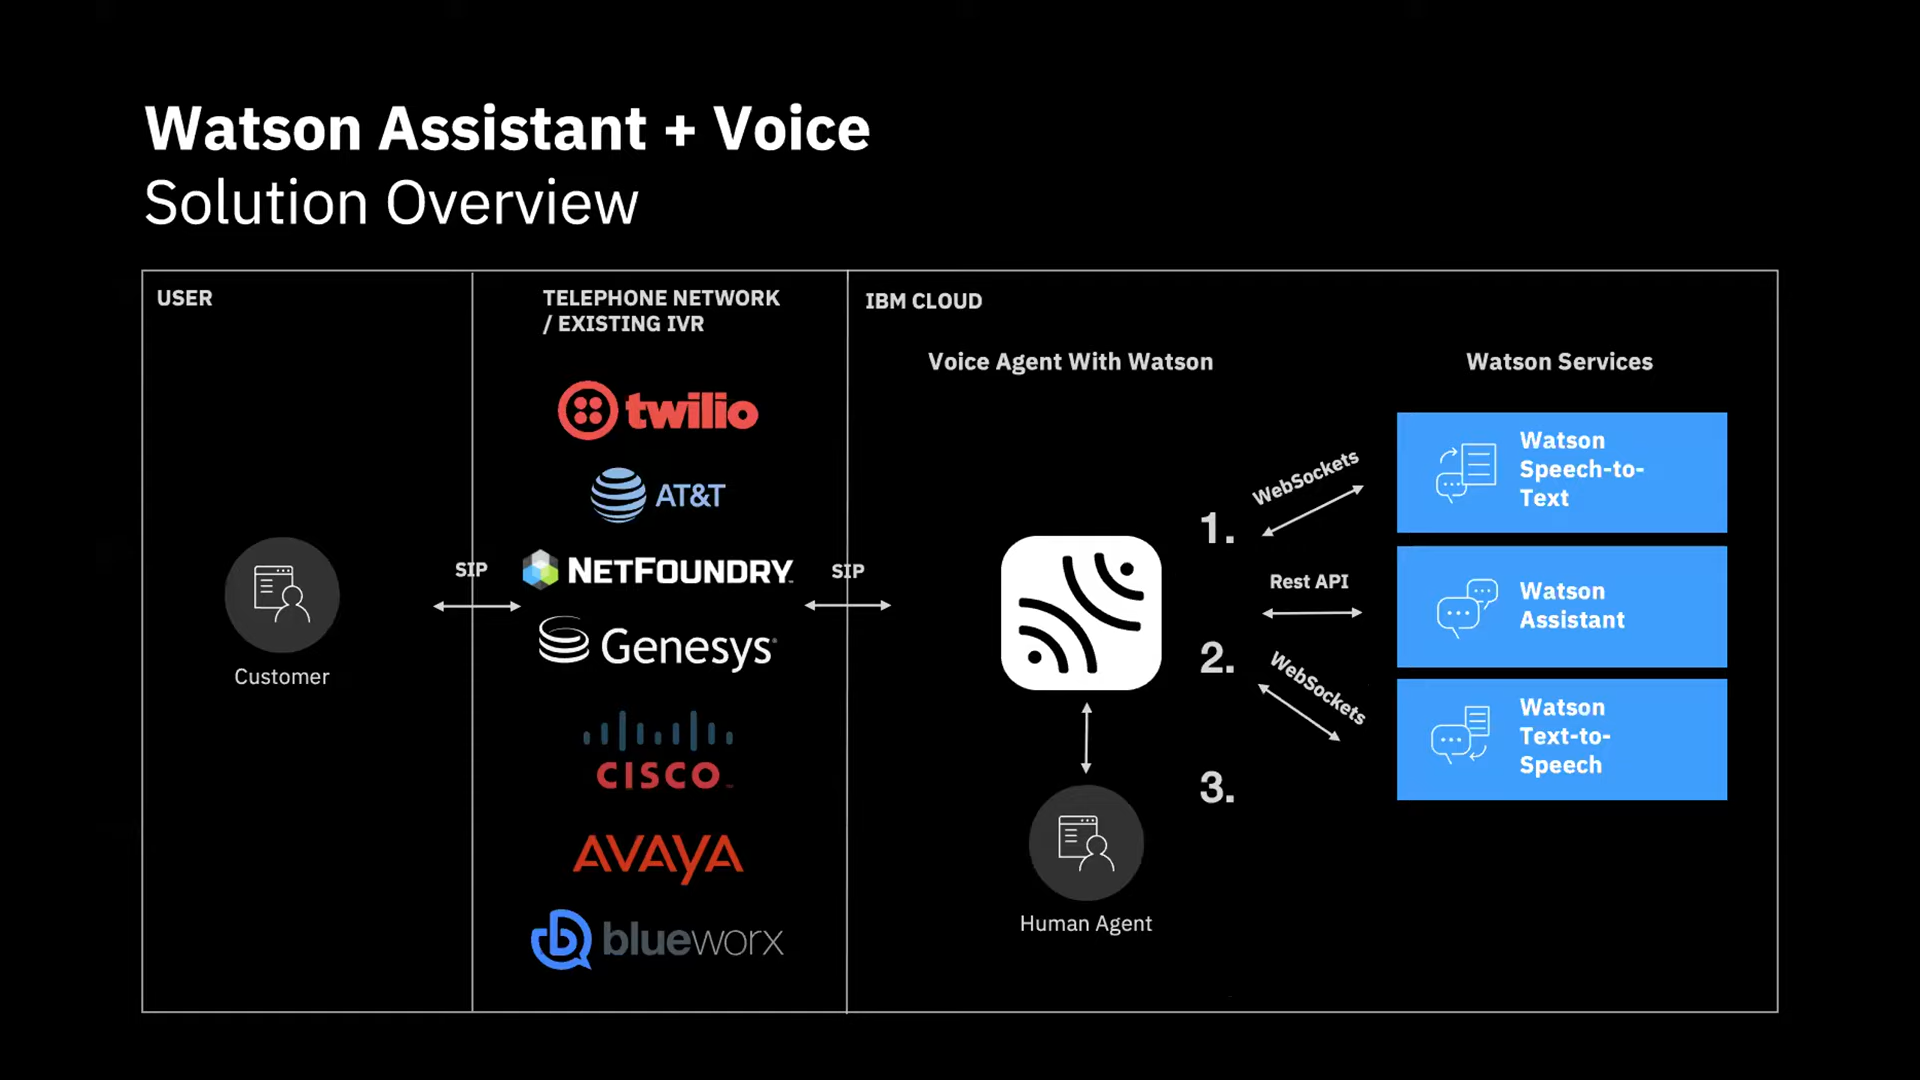 Watson Assistant + Voice
Solution Overview
USER
Customer
SIP
TELEPHONE NETWORK
/ EXISTING IVR
twilio
AT&T
NETFOUNDRY
Genesys
CISCO
AVAYA
blueworx
SIP
IBM CLOUD
Voice Agent With Watson
Human Agent
1.
2.
3.
WebSockets
Rest API
WebSockets
Watson Services
Watson
Speech-to-
Text
Watson
Assistant
Watson
Text-to-
Speech